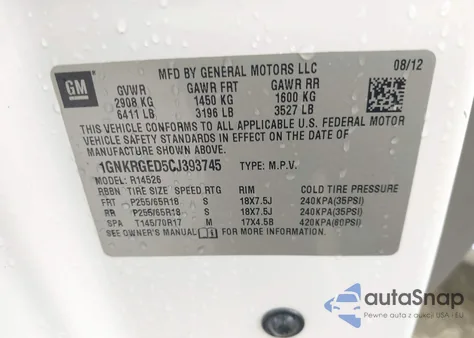 GM
MFD BY GENERAL MOTORS LLC
08/12
GVWR GAWR FRT GAWR RR
2908 KG 1450 KG 1600 KG
6411 LB 3196 LB 3527 LB
THIS VEHICLE CONFORMS TO ALL APPLICABLE U.S. FEDERAL MOTOR
VEHICLE SAFETY STANDARDS IN EFFECT ON THE DATE OF
MANUFACTURE SHOWN ABOVE.
1GNKRGED5CJ393745 TYPE: M.P.V.
MODEL: R14526
RBBN TIRE SIZE SPEED RTG RIM COLD TIRE PRESSURE
FRT P255/65R18 S 18X7.5J 240KPA(35PSI)
RR P255/65R18 S 18X7.5J 240KPA(35PSI)
SPA T145/70R17 M 17X4.5B 420KPA(60PSI)
SEE OWNER'S MANUAL FOR MORE INFORMATION.
autoSnap
Pewne auta z aukcji USA - EU